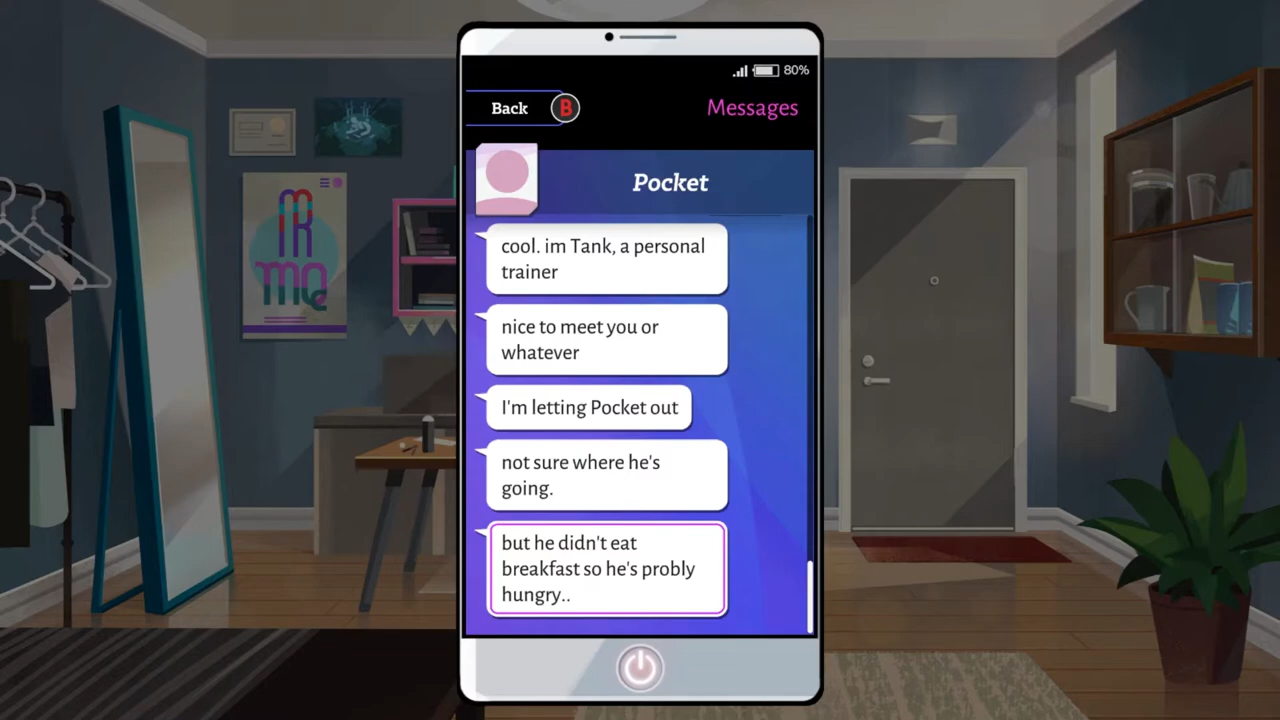 80%
Back B Messages
Pocket
cool. im Tank, a personal
trainer
nice to meet you or
whatever
I'm letting Pocket out
not sure where he's
going.
but he didn't eat
breakfast so he's probly
hungry..